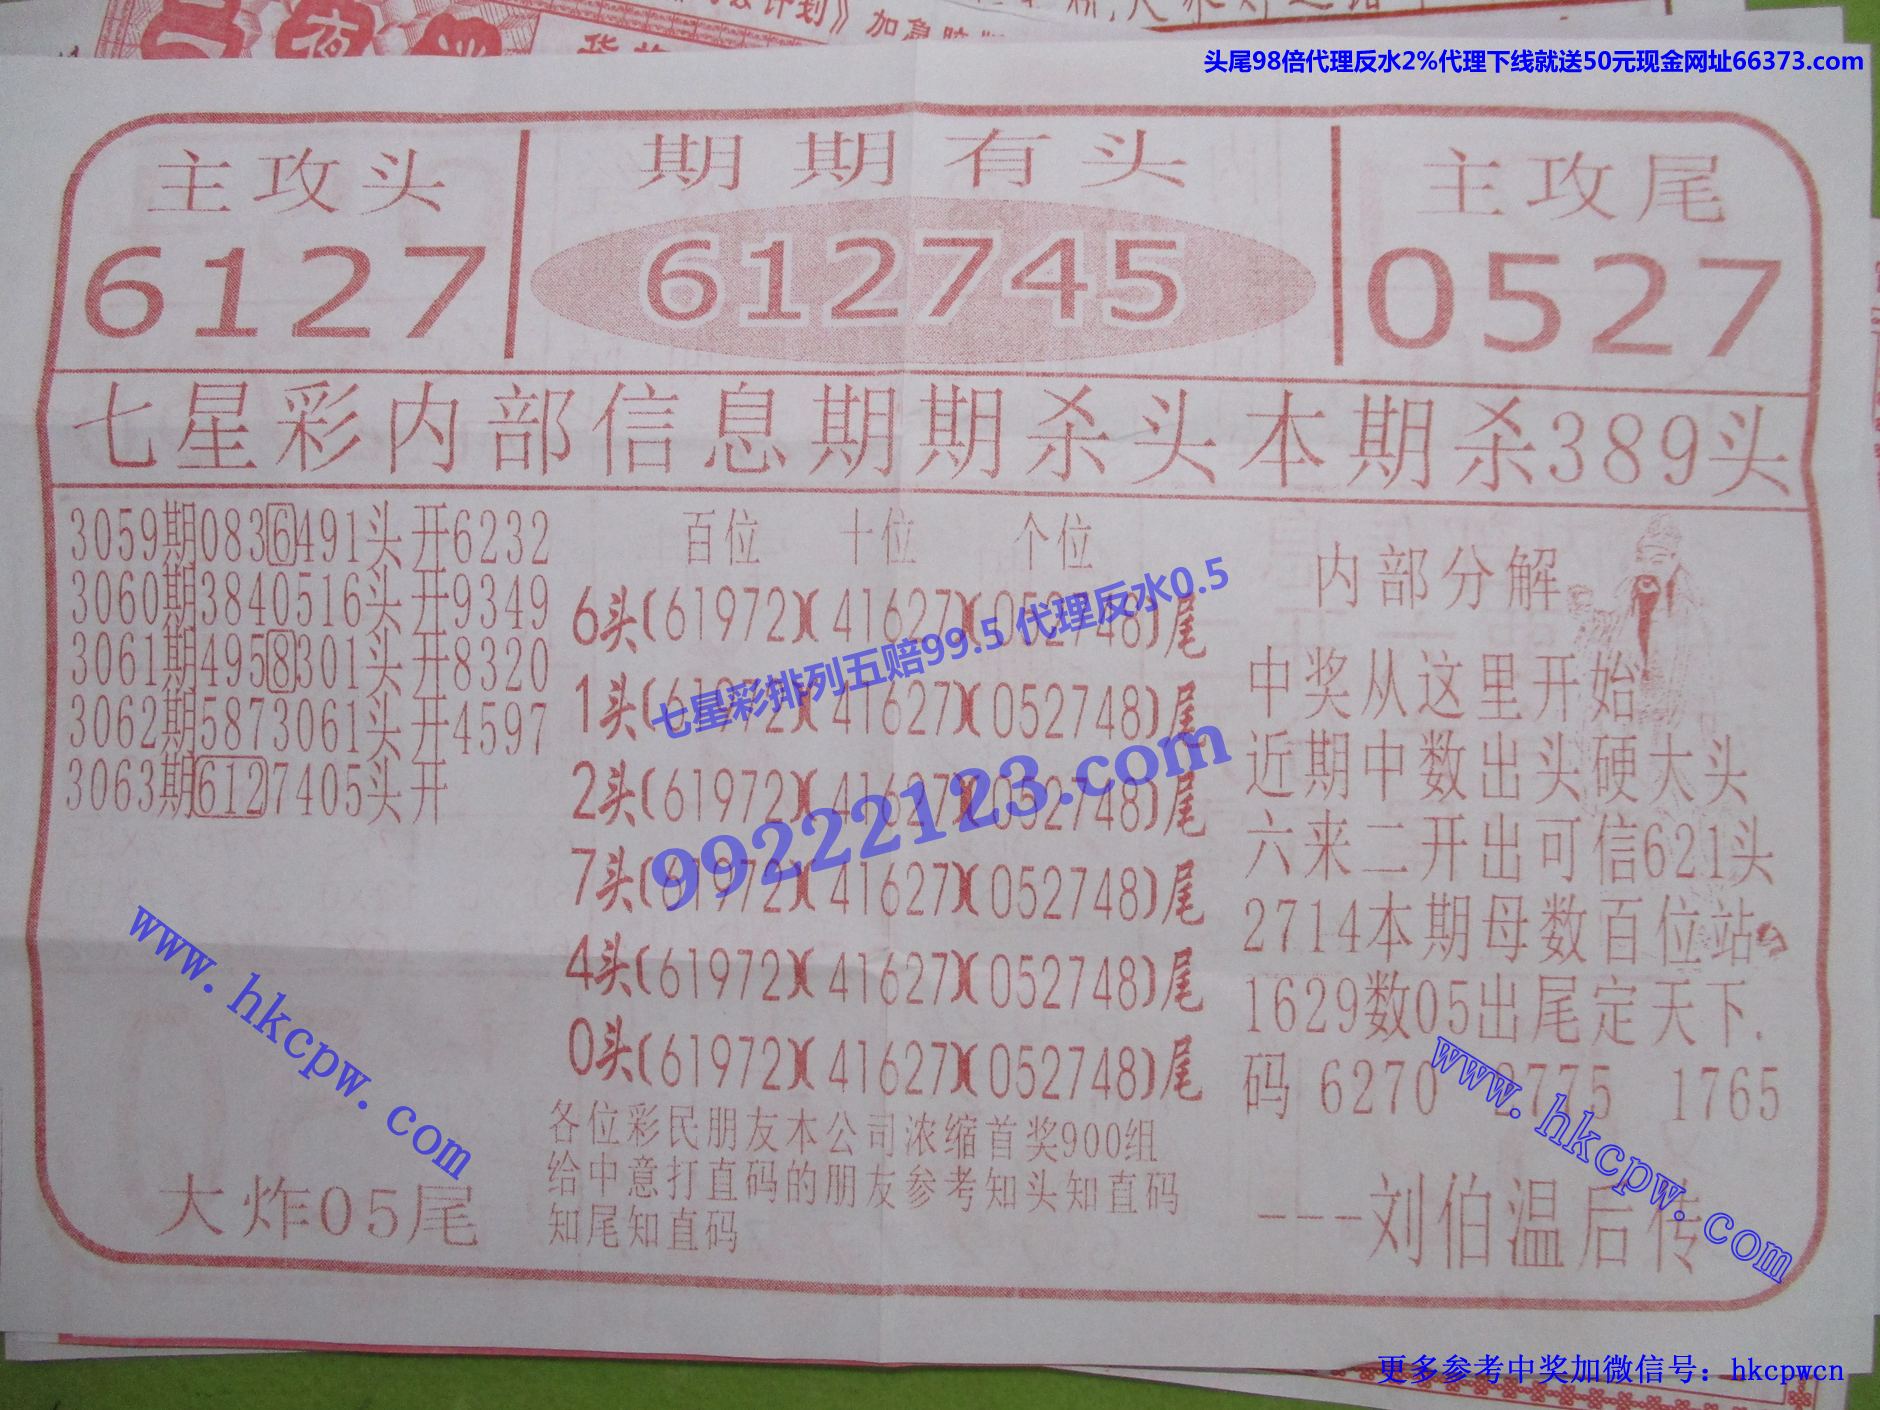 计划》加急
头尾98倍代理反水2%代理下线就送50元现金网址66373.com
主攻头
6127
期期有头
612745
主攻尾
0527
七星彩内部信息期期杀头本期杀389头
3059期0836491头开6232
3060期3840516头开9349
3061期4958301头开8320
3062期5873061头开4597
3063期6127405头开
大炸05尾
百位 十位 个位
6头(61972)(41627)(052748)尾
1头(61972)(41627)(052748)尾
2头(61972)(41627)(052748)尾
7头(61972)(41627)(052748)尾
4头(61972)(41627)(052748)尾
0头(61972)(41627)(052748)尾
各位彩民朋友本公司浓缩首奖900组
给中意打直码的朋友参考知头知直码
知尾知直码
内部分解
中奖从这里开始
近期中数出头硬大头
六来二开出可信621头
2714本期母数百位站
1629数05出尾定天下.
码 6270 2775 1765
---刘伯温后传
七星彩排列五赔99.5 代理反水0.5
99222123.com
www.hkcpw.com
www.hkcpw.com
更多参考中奖加微信号：hkcpwcn